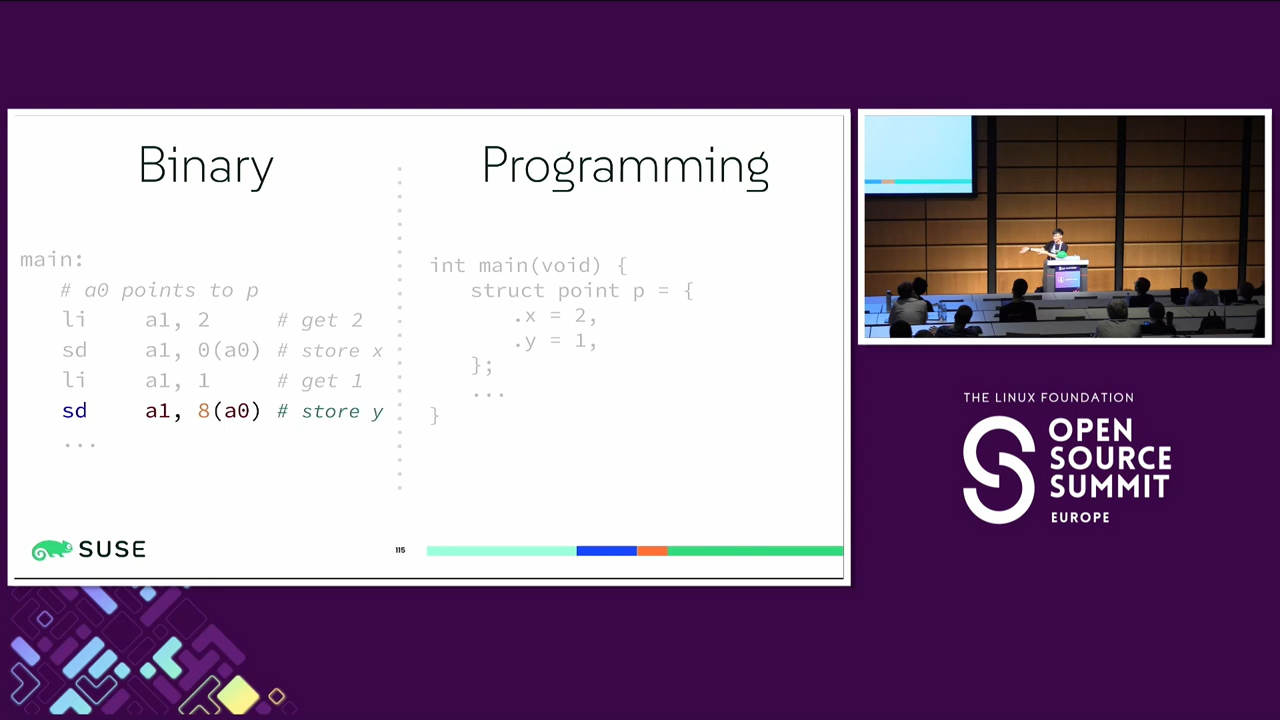 Binary
main:
# a0 points to p
li a1, 2 # get 2
sd a1, 0(a0) # store x
li a1, 1 # get 1
sd a1, 8(a0) # store y
...
Programming
int main(void) {
struct point p = {
.x = 2,
.y = 1,
};
...
}
SUSE
115
THE LINUX FOUNDATION
OPEN
SOURCE
SUMMIT
EUROPE